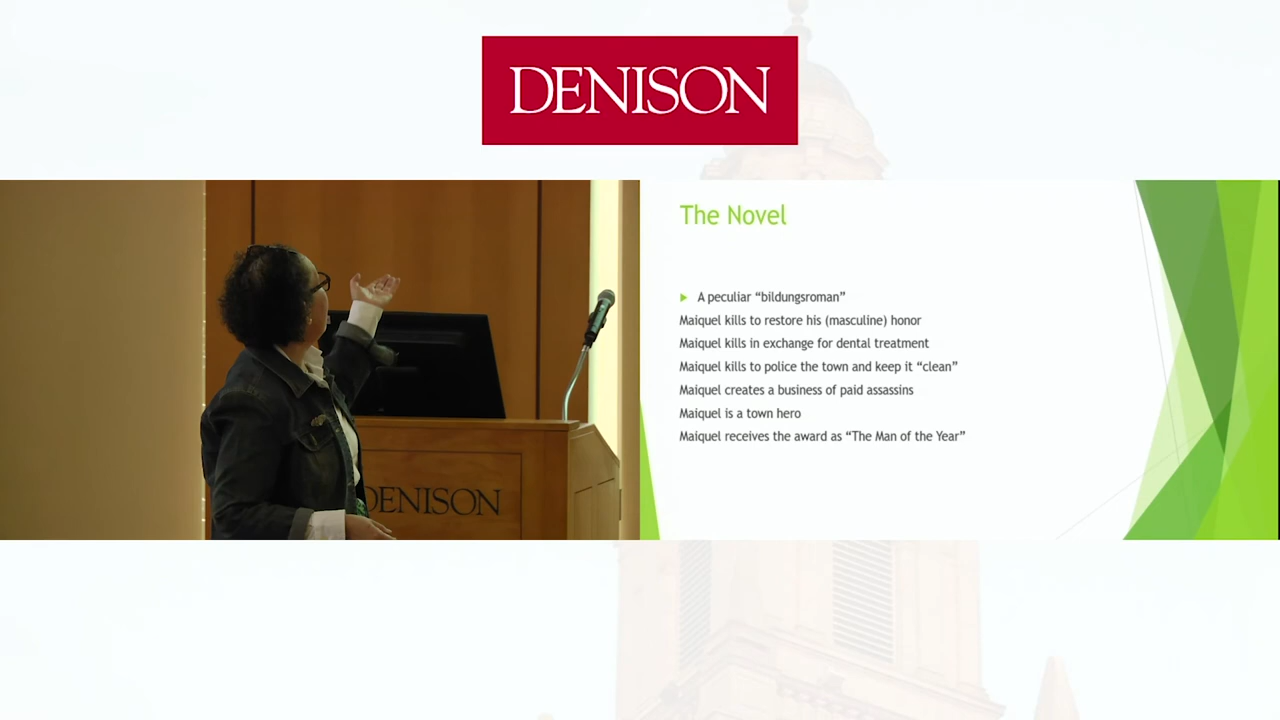 DENISON
The Novel
A peculiar “bildungsroman”
Maiquel kills to restore his (masculine) honor
Maiquel kills in exchange for dental treatment
Maiquel kills to police the town and keep it “clean”
Maiquel creates a business of paid assassins
Maiquel is a town hero
Maiquel receives the award as “The Man of the Year”
DENISON